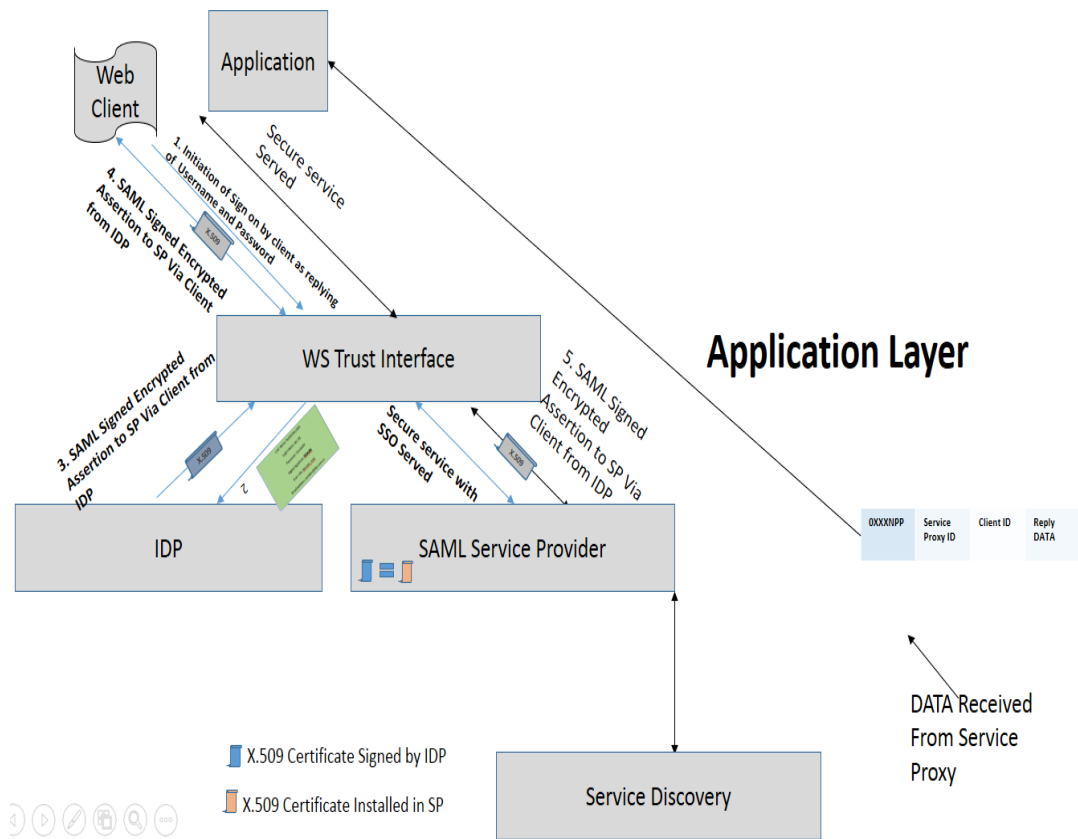 Web
Client
Application
Secure service
Served
1. Initiation of Sign on by client as replying
of Username and Password
4. SAML Signed Encrypted
Assertion to SP Via Client
from IDP
X.509
WS Trust Interface
Application Layer
3. SAML Signed Encrypted
Assertion to SP Via Client from
IDP
X.509
2
Secure service with
SSO Served
X.509
5. SAML Signed
Encrypted
Assertion to SP Via
Client from IDP
IDP
SAML Service Provider
0XXXNPP
Service
Proxy ID
Client ID
Reply
DATA
DATA Received
From Service
Proxy
X.509 Certificate Signed by IDP
X.509 Certificate Installed in SP
Service Discovery